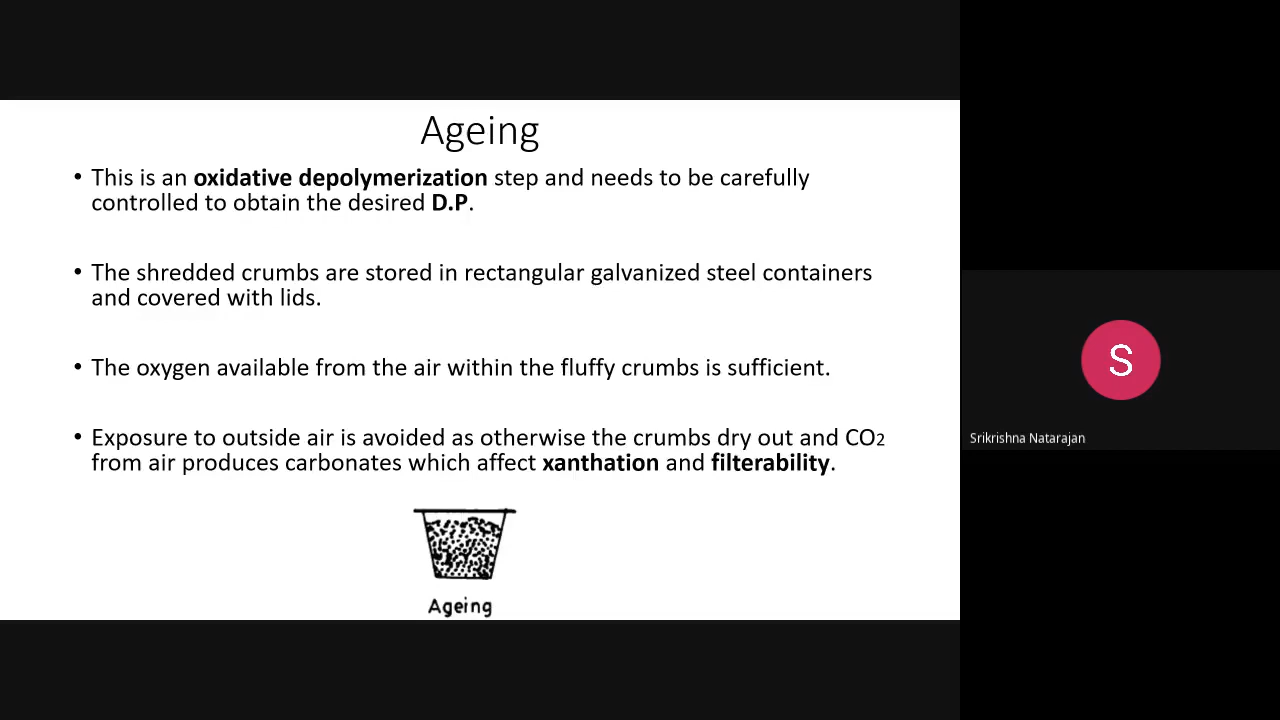 Ageing
• This is an oxidative depolymerization step and needs to be carefully
controlled to obtain the desired D.P.
• The shredded crumbs are stored in rectangular galvanized steel containers
and covered with lids.
• The oxygen available from the air within the fluffy crumbs is sufficient.
• Exposure to outside air is avoided as otherwise the crumbs dry out and CO2
from air produces carbonates which affect xanthation and filterability.
Ageing
S
Srikrishna Natarajan